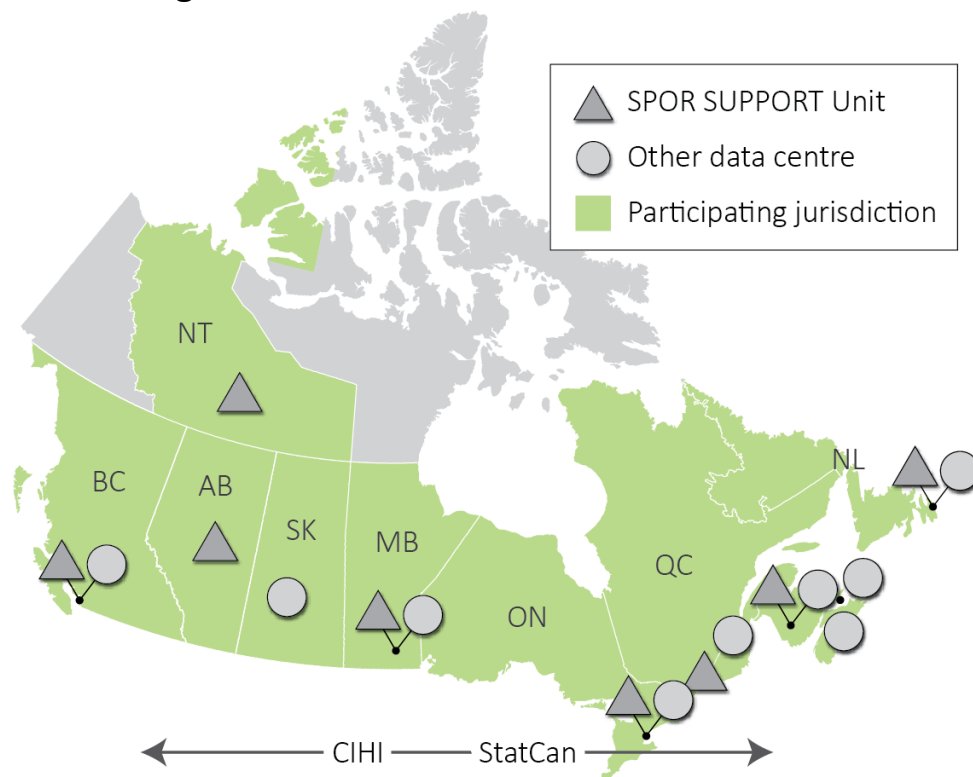 SPOR SUPPORT Unit
Other data centre
Participating jurisdiction
NT
BC
AB
SK
MB
ON
QC
NL
CIHI
StatCan